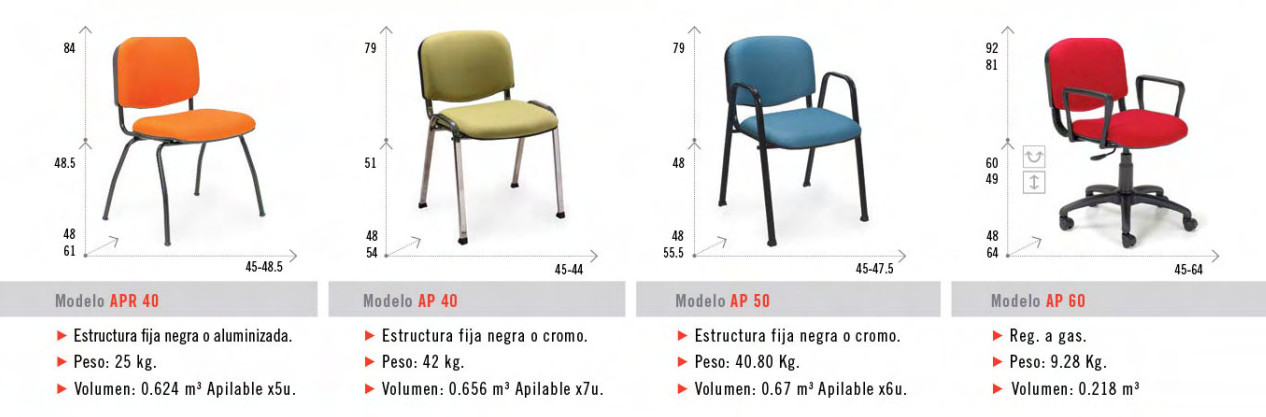 84
48.5
48
61
45-48.5
Modelo APR 40
► Estructura fija negra o aluminizada.
► Peso: 25 kg.
► Volumen: 0.624 m³ Apilable x5u.
79
51
48
54
45-44
Modelo AP 40
► Estructura fija negra o cromo.
► Peso: 42 kg.
► Volumen: 0.656 m³ Apilable x7u.
79
48
48
55.5
45-47.5
Modelo AP 50
► Estructura fija negra o cromo.
► Peso: 40.80 Kg.
► Volumen: 0.67 m³ Apilable x6u.
92
81
60
49
48
64
45-64
Modelo AP 60
► Reg. a gas.
► Peso: 9.28 Kg.
► Volumen: 0.218 m³